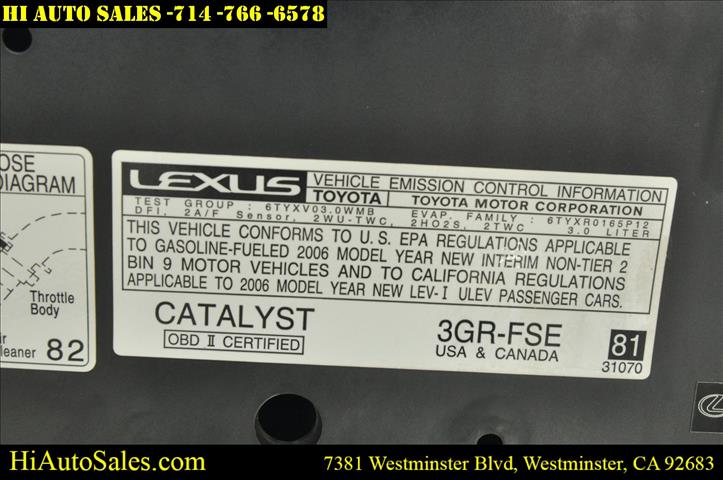 HI AUTO SALES -714 -766 -6578
OSE
DIAGRAM
Throttle
Body
ir
leaner 82
LEXUS VEHICLE EMISSION CONTROL INFORMATION
TOYOTA TOYOTA MOTOR CORPORATION
TEST GROUP : 6TYXV03.0WMB EVAP. FAMILY : 6TYXR0165P12
DFI, 2A/F Sensor, 2WU-TWC, 2HO2S, 2TWC 3.0 LITER
THIS VEHICLE CONFORMS TO U.S. EPA REGULATIONS APPLICABLE
TO GASOLINE-FUELED 2006 MODEL YEAR NEW INTERIM NON-TIER 2
BIN 9 MOTOR VEHICLES AND TO CALIFORNIA REGULATIONS
APPLICABLE TO 2006 MODEL YEAR NEW LEV-I ULEV PASSENGER CARS.
CATALYST 3GR-FSE 81
OBD II CERTIFIED USA & CANADA 31070
HiAutoSales.com 7381 Westminster Blvd, Westminster, CA 92683